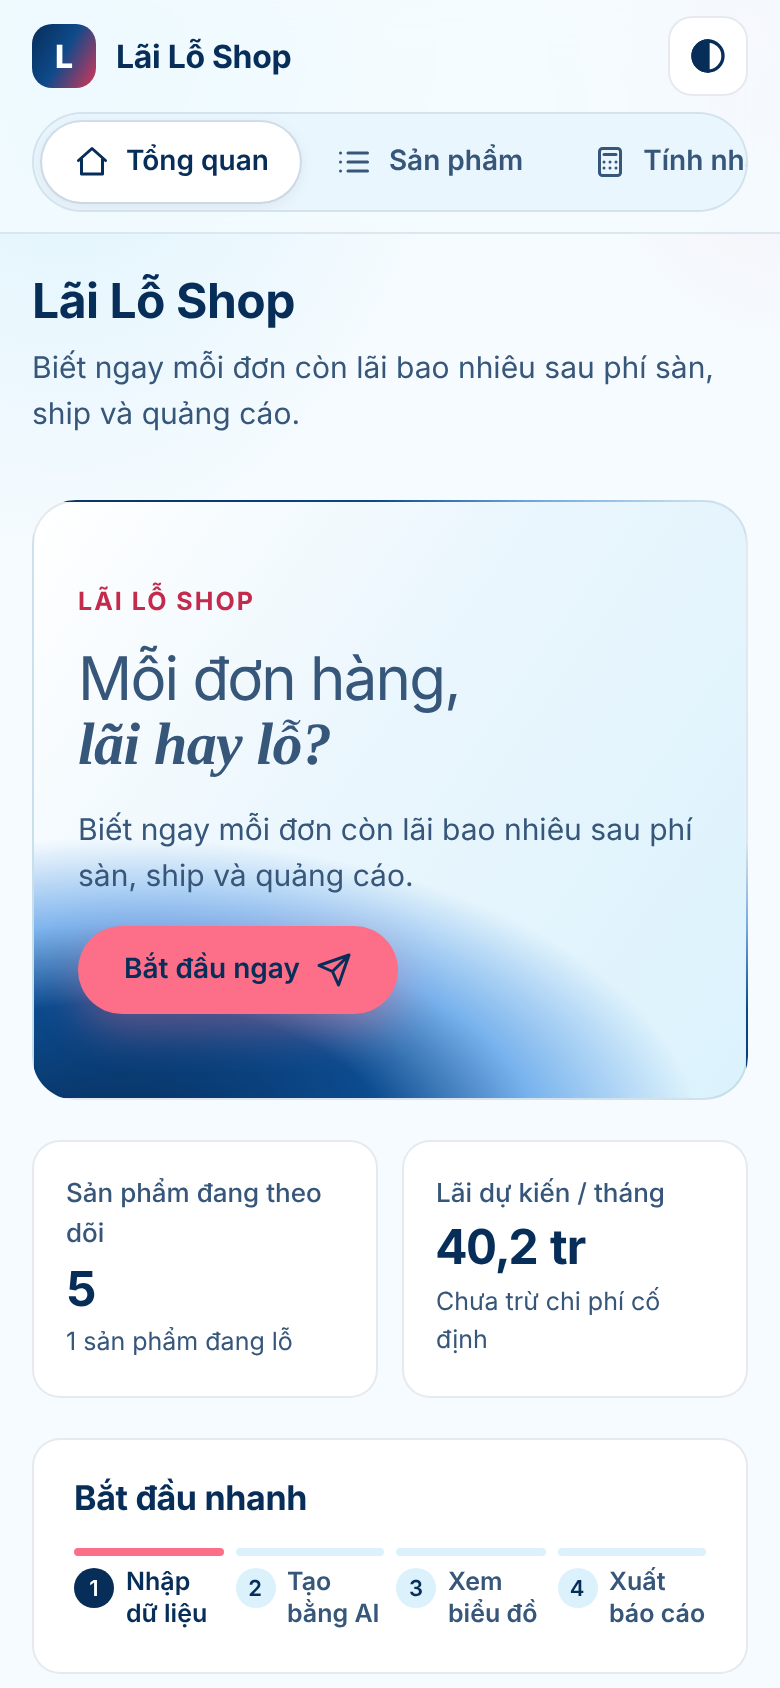 L
Lãi Lỗ Shop
Tổng quan
Sản phẩm
Tính nh
Lãi Lỗ Shop
Biết ngay mỗi đơn còn lãi bao nhiêu sau phí sàn,
ship và quảng cáo.
LÃI LỖ SHOP
Mỗi đơn hàng,
lãi hay lỗ?
Biết ngay mỗi đơn còn lãi bao nhiêu sau phí
sàn, ship và quảng cáo.
Bắt đầu ngay
Sản phẩm đang theo
dõi
5
1 sản phẩm đang lỗ
Lãi dự kiến / tháng
40,2 tr
Chưa trừ chi phí cố
định
Bắt đầu nhanh
1 Nhập
dữ liệu
2 Tạo
bằng AI
3 Xem
biểu đồ
4 Xuất
báo cáo